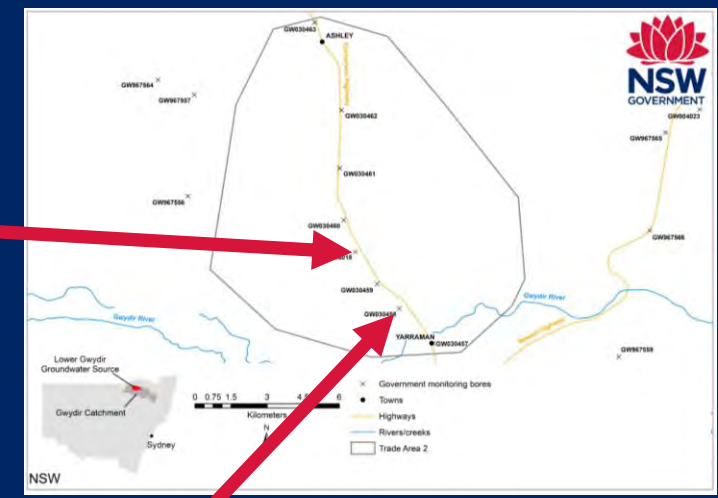 GW030463
ASHLEY
Highway
NSW
GOVERNMENT
GW967564
GW967557
GW030462
GW967565
GW030461
GW967556
GW030460
GW967566
GW030459
Gwydir River
Gwydir River
YARRAMAN
GW030457
GW967559
Lower Gwydir
Groundwater Source
Gwydir Catchment
Sydney
NSW
0 0.75 1.5 3 4.5 6
Kilometers
N
Government monitoring bores
Towns
Highways
Rivers/creeks
Trade Area 2